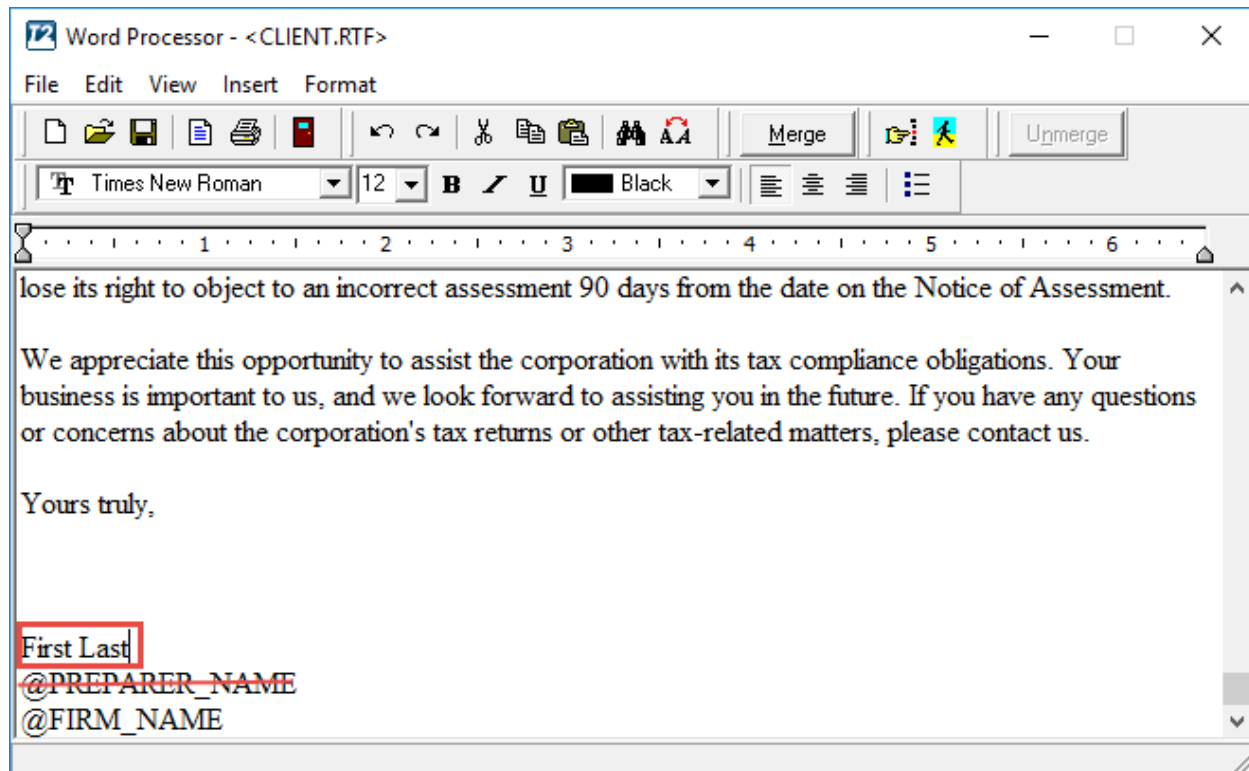 T2 Word Processor - <CLIENT.RTF>
File Edit View Insert Format
Merge Unmerge
Times New Roman 12 B I U Black
1 2 3 4 5 6
lose its right to object to an incorrect assessment 90 days from the date on the Notice of Assessment.
We appreciate this opportunity to assist the corporation with its tax compliance obligations. Your
business is important to us, and we look forward to assisting you in the future. If you have any questions
or concerns about the corporation's tax returns or other tax-related matters, please contact us.
Yours truly,
First Last
@PREPARER_NAME
@FIRM_NAME